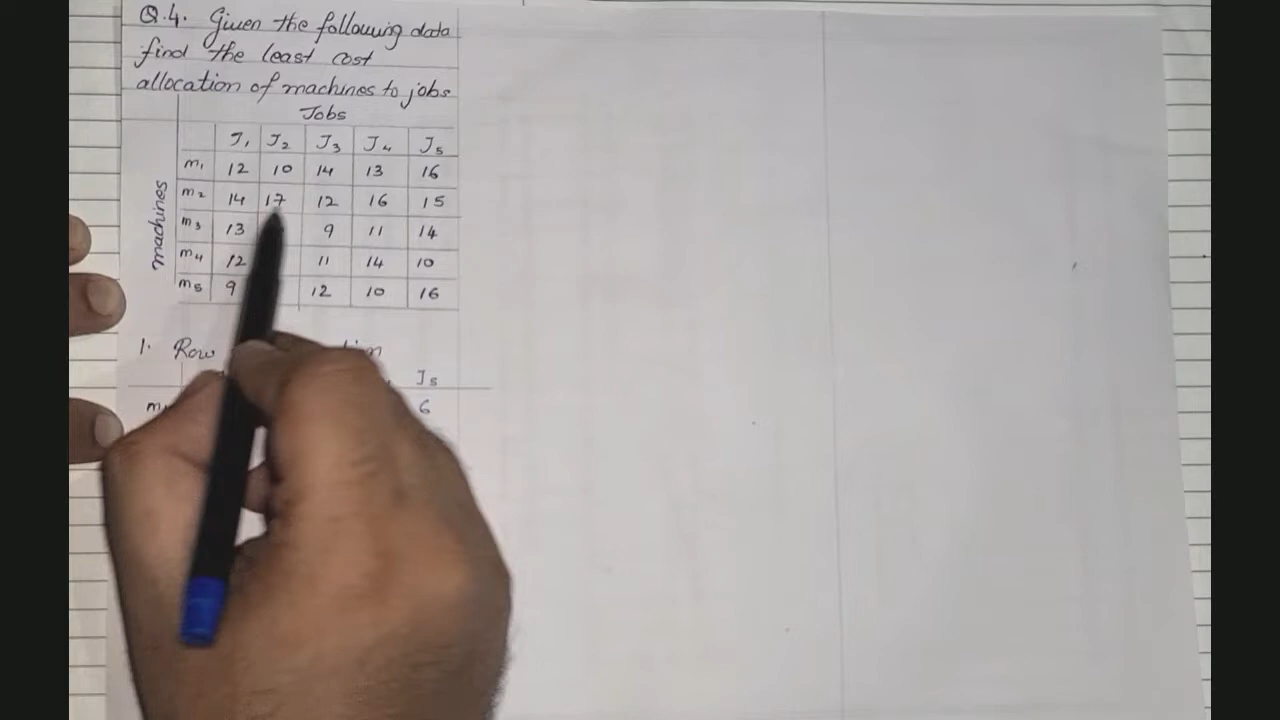 Q.4. Given the following data
find the least cost
allocation of machines to jobs
Jobs
J1 J2 J3 J4 J5
machines
m1 12 10 14 13 16
m2 14 17 12 16 15
m3 13 9 11 14
m4 12 11 14 10
m5 9 12 10 16
1. Row
J5
6